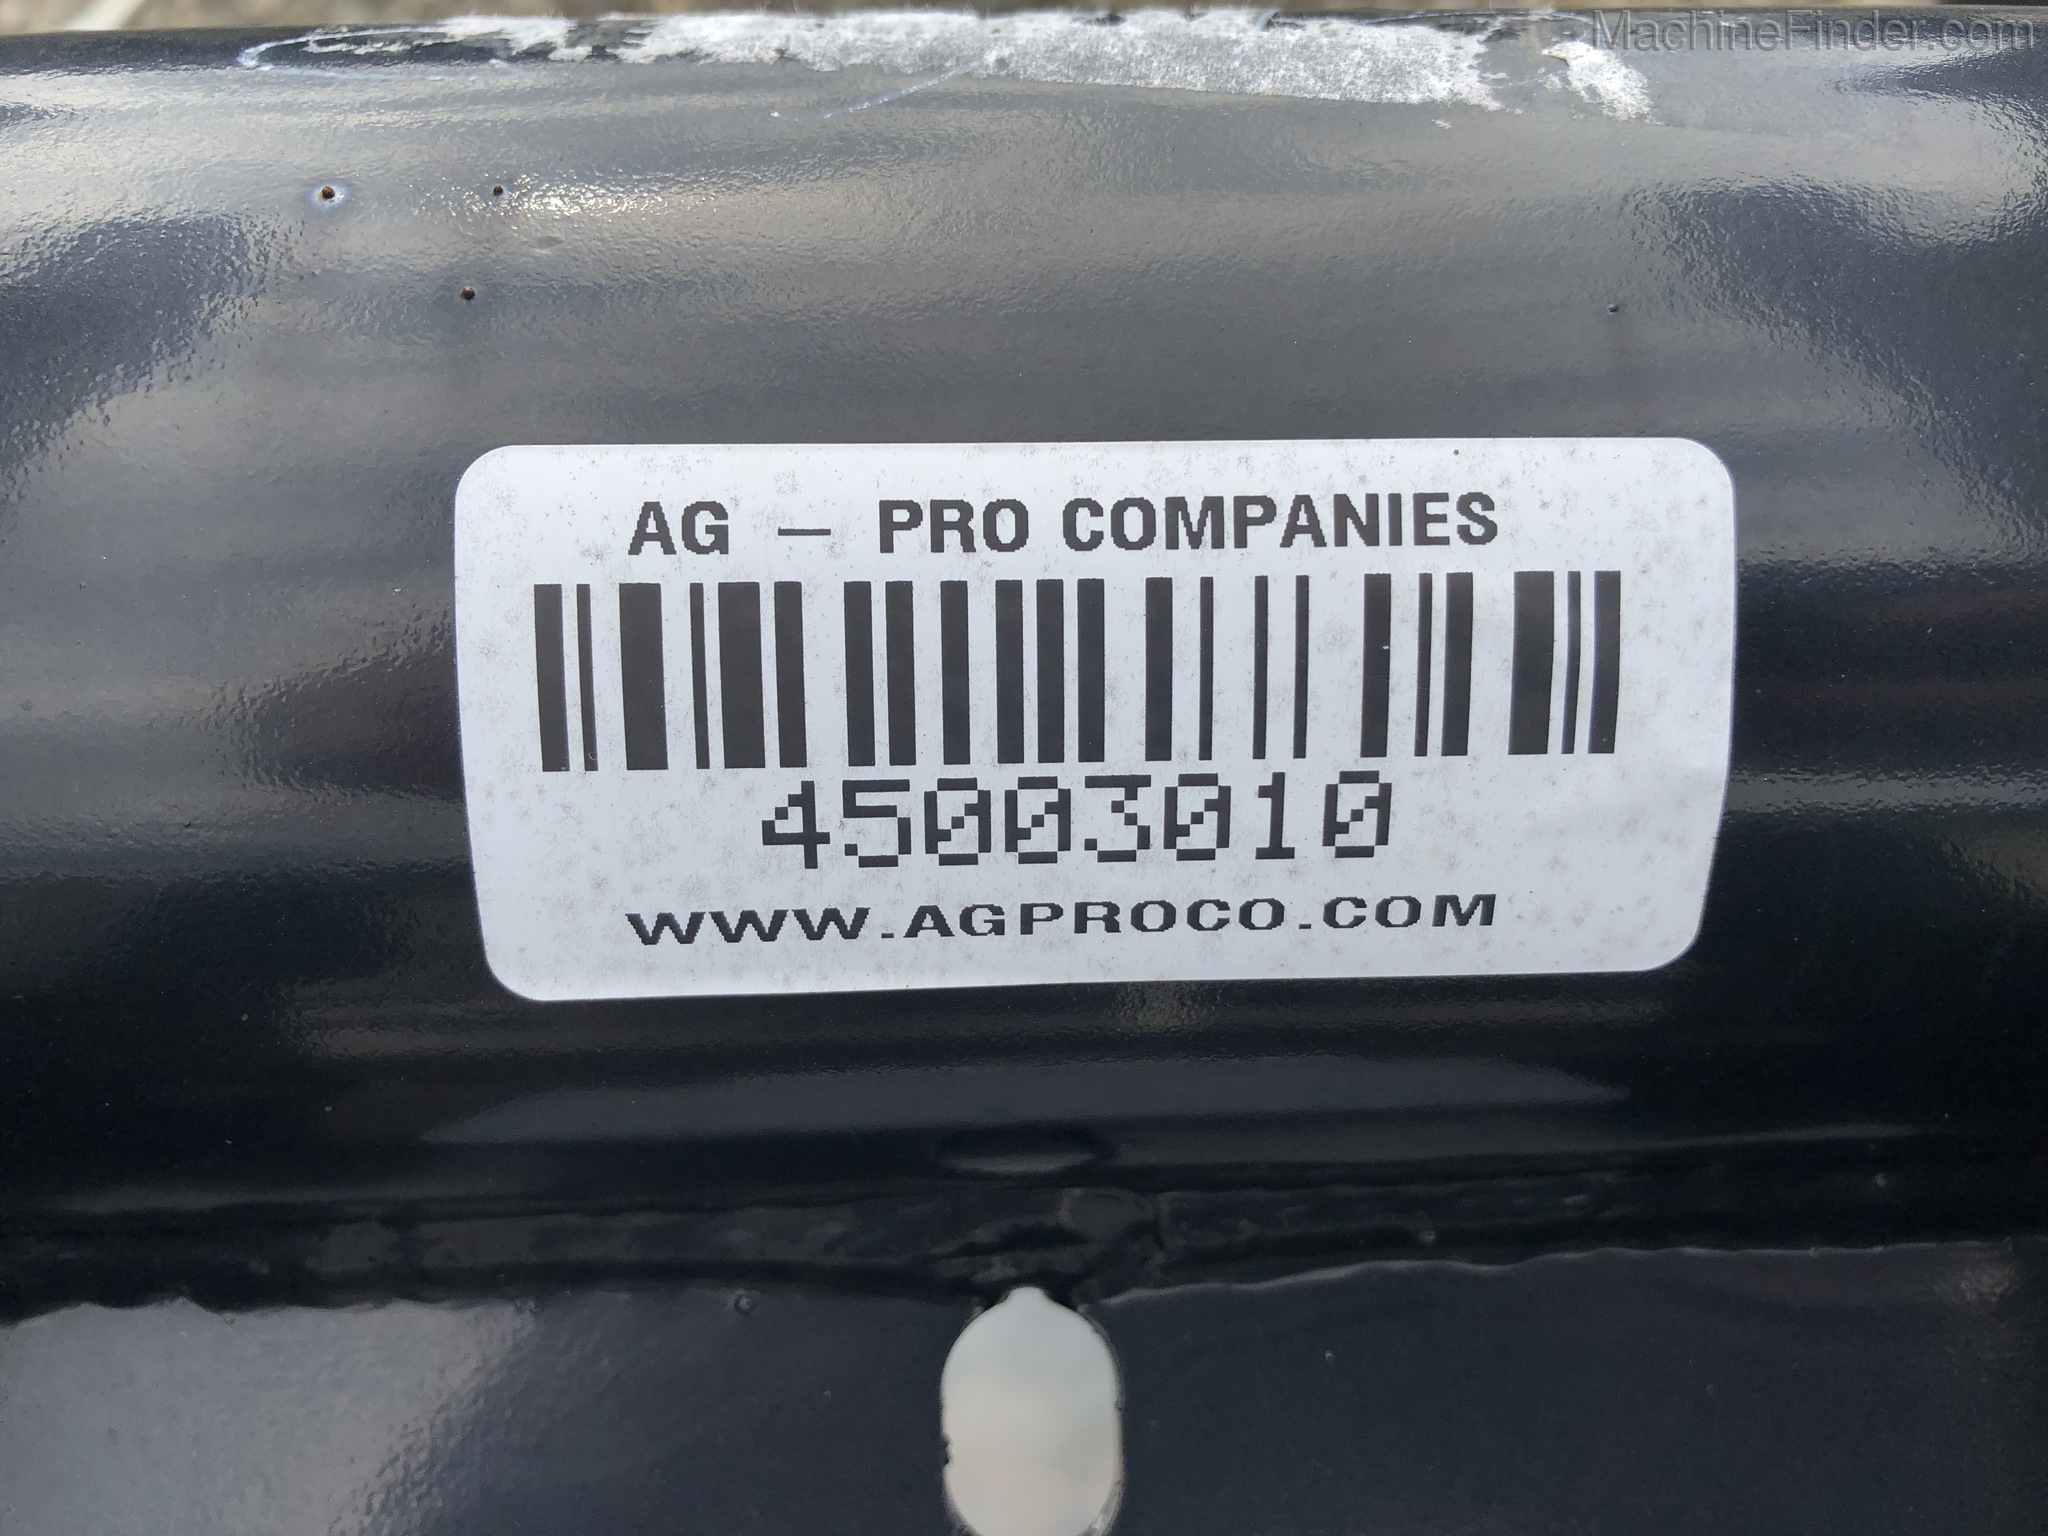 MachineFinder.com
AG - PRO COMPANIES
45003010
WWW.AGPROCO.COM